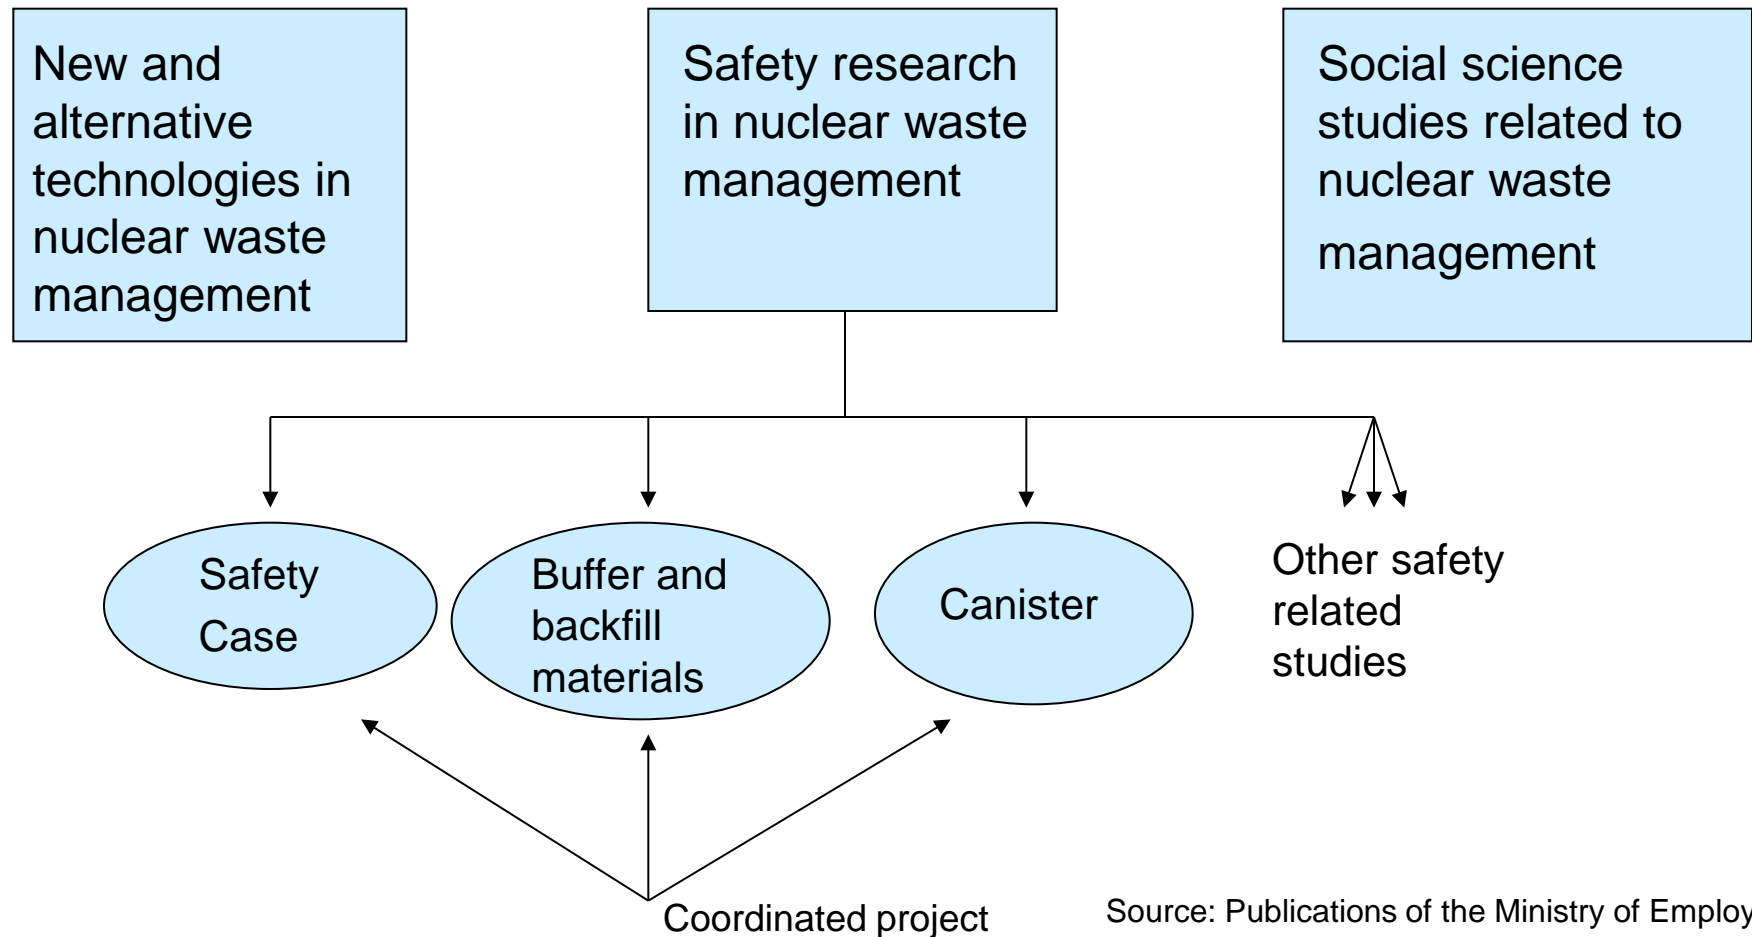 New and
alternative
technologies in
nuclear waste
management
Safety research
in nuclear waste
management
Social science
studies related to
nuclear waste
management
Safety
Case
Buffer and
backfill
materials
Canister
Other safety
related
studies
Coordinated project
Source: Publications of the Ministry of Employ